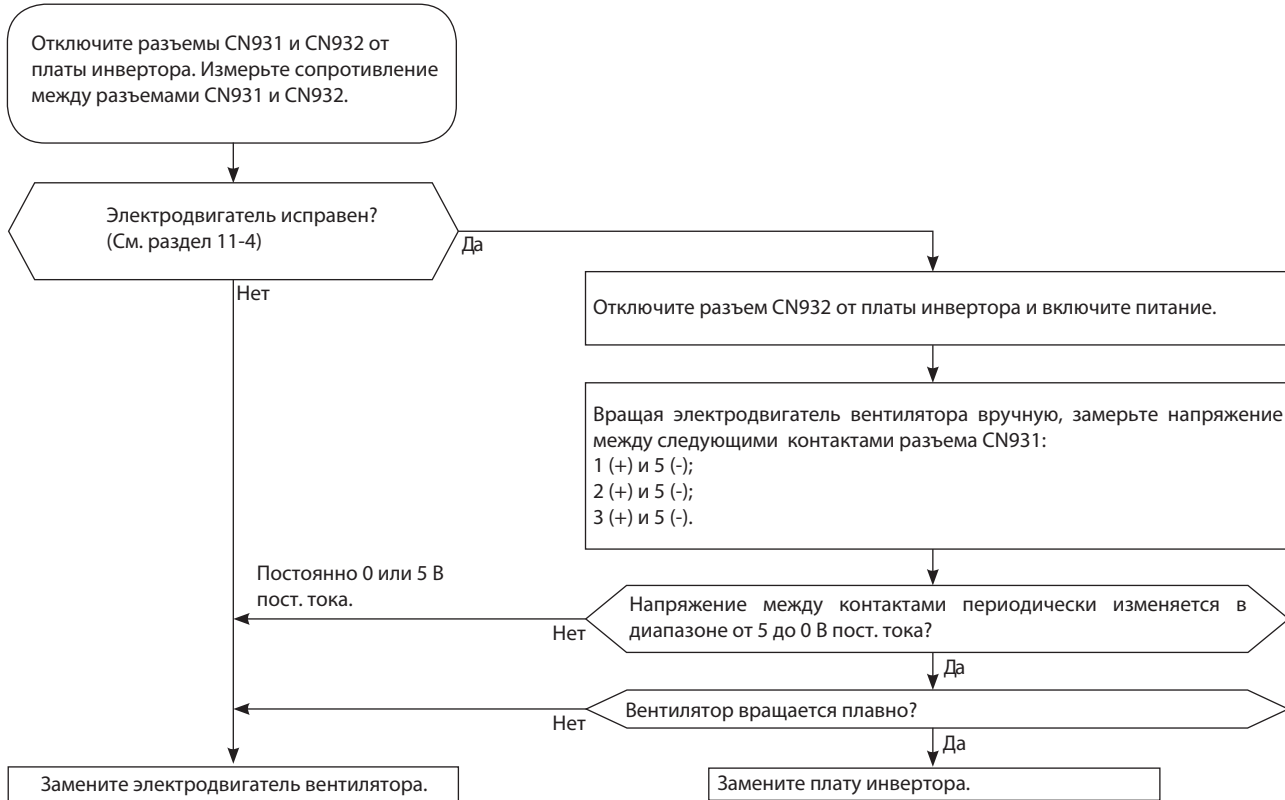 Отключите разъемы CN931 и CN932 от
платы инвертора. Измерьте сопротивление
между разъемами CN931 и CN932.
Электродвигатель исправен?
(См. раздел 11-4)
Да
Нет
Отключите разъем CN932 от платы инвертора и включите питание.
Вращая электродвигатель вентилятора вручную, замерьте напряжение
между следующими контактами разъема CN931:
1 (+) и 5 (-);
2 (+) и 5 (-);
3 (+) и 5 (-).
Постоянно 0 или 5 В
пост. тока.
Напряжение между контактами периодически изменяется в
диапазоне от 5 до 0 В пост. тока?
Нет
Да
Вентилятор вращается плавно?
Нет
Да
Замените электродвигатель вентилятора.
Замените плату инвертора.